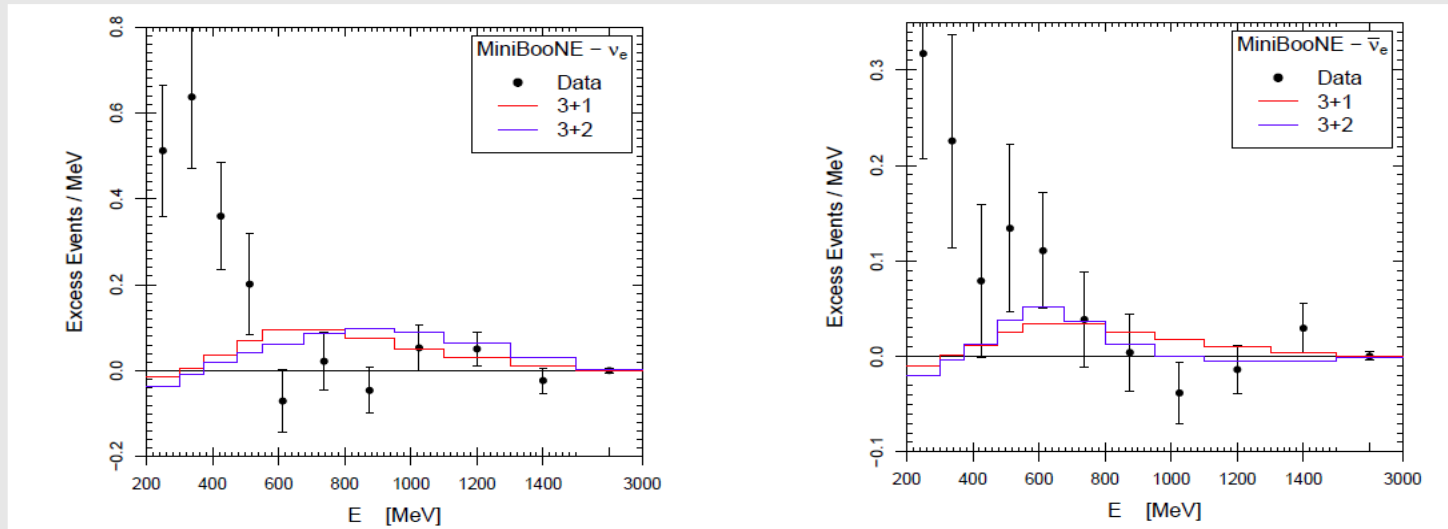 MiniBooNE - νe
Data
3+1
3+2
Excess Events / MeV
0.8
0.6
0.4
0.2
0.0
−0.2
200 400 600 800 1000 1200 1400 3000
E [MeV]
MiniBooNE - ν̄e
Data
3+1
3+2
Excess Events / MeV
0.3
0.2
0.1
0.0
−0.1
200 400 600 800 1000 1200 1400 3000
E [MeV]